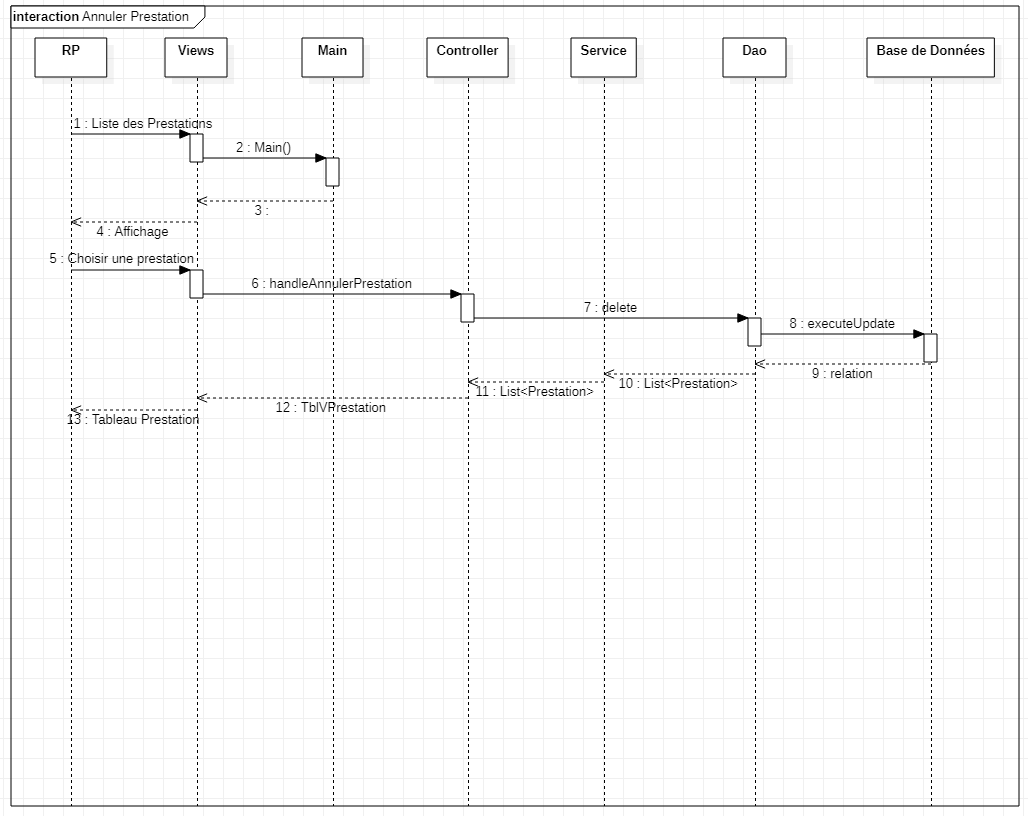 interaction Annuler Prestation
RP
Views
Main
Controller
Service
Dao
Base de Données
1 : Liste des Prestations
2 : Main()
3 :
4 : Affichage
5 : Choisir une prestation
6 : handleAnnulerPrestation
7 : delete
8 : executeUpdate
9 : relation
10 : List<Prestation>
11 : List<Prestation>
12 : TblVPrestation
13 : Tableau Prestation